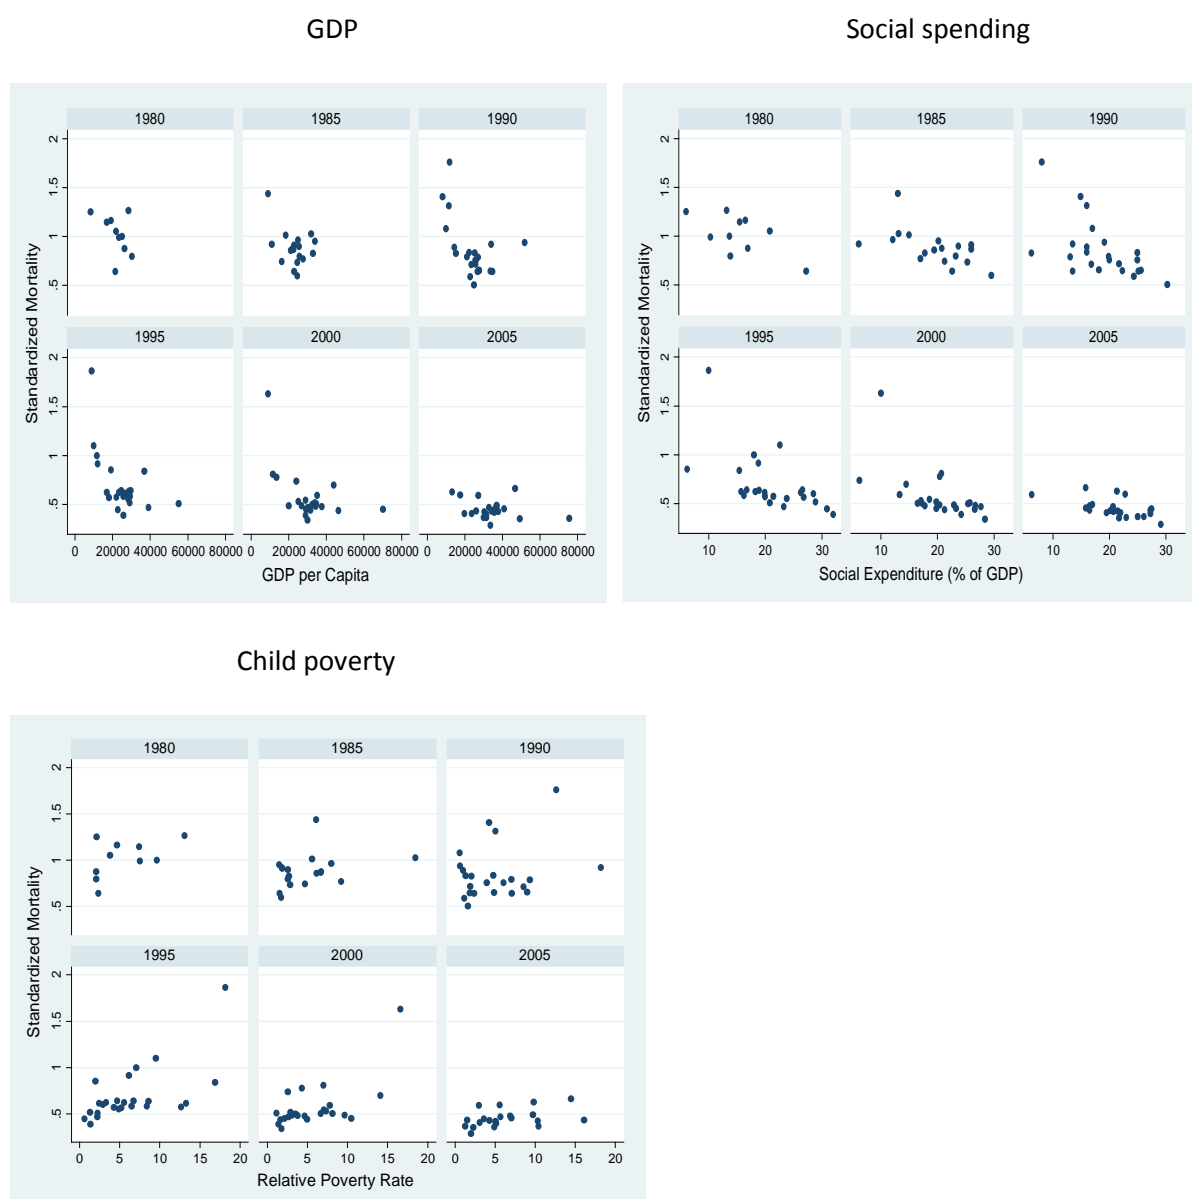 GDP
Social spending
1980 1985 1990
2
1.5
1
.5
1995 2000 2005
2
1.5
1
.5
0 20000 40000 60000 80000 0 20000 40000 60000 80000 0 20000 40000 60000 80000
Standardized Mortality
GDP per Capita
1980 1985 1990
2
1.5
1
.5
1995 2000 2005
2
1.5
1
.5
10 20 30 10 20 30 10 20 30
Standardized Mortality
Social Expenditure (% of GDP)
Child poverty
1980 1985 1990
2
1.5
1
.5
1995 2000 2005
2
1.5
1
.5
0 5 10 15 20 0 5 10 15 20 0 5 10 15 20
Standardized Mortality
Relative Poverty Rate